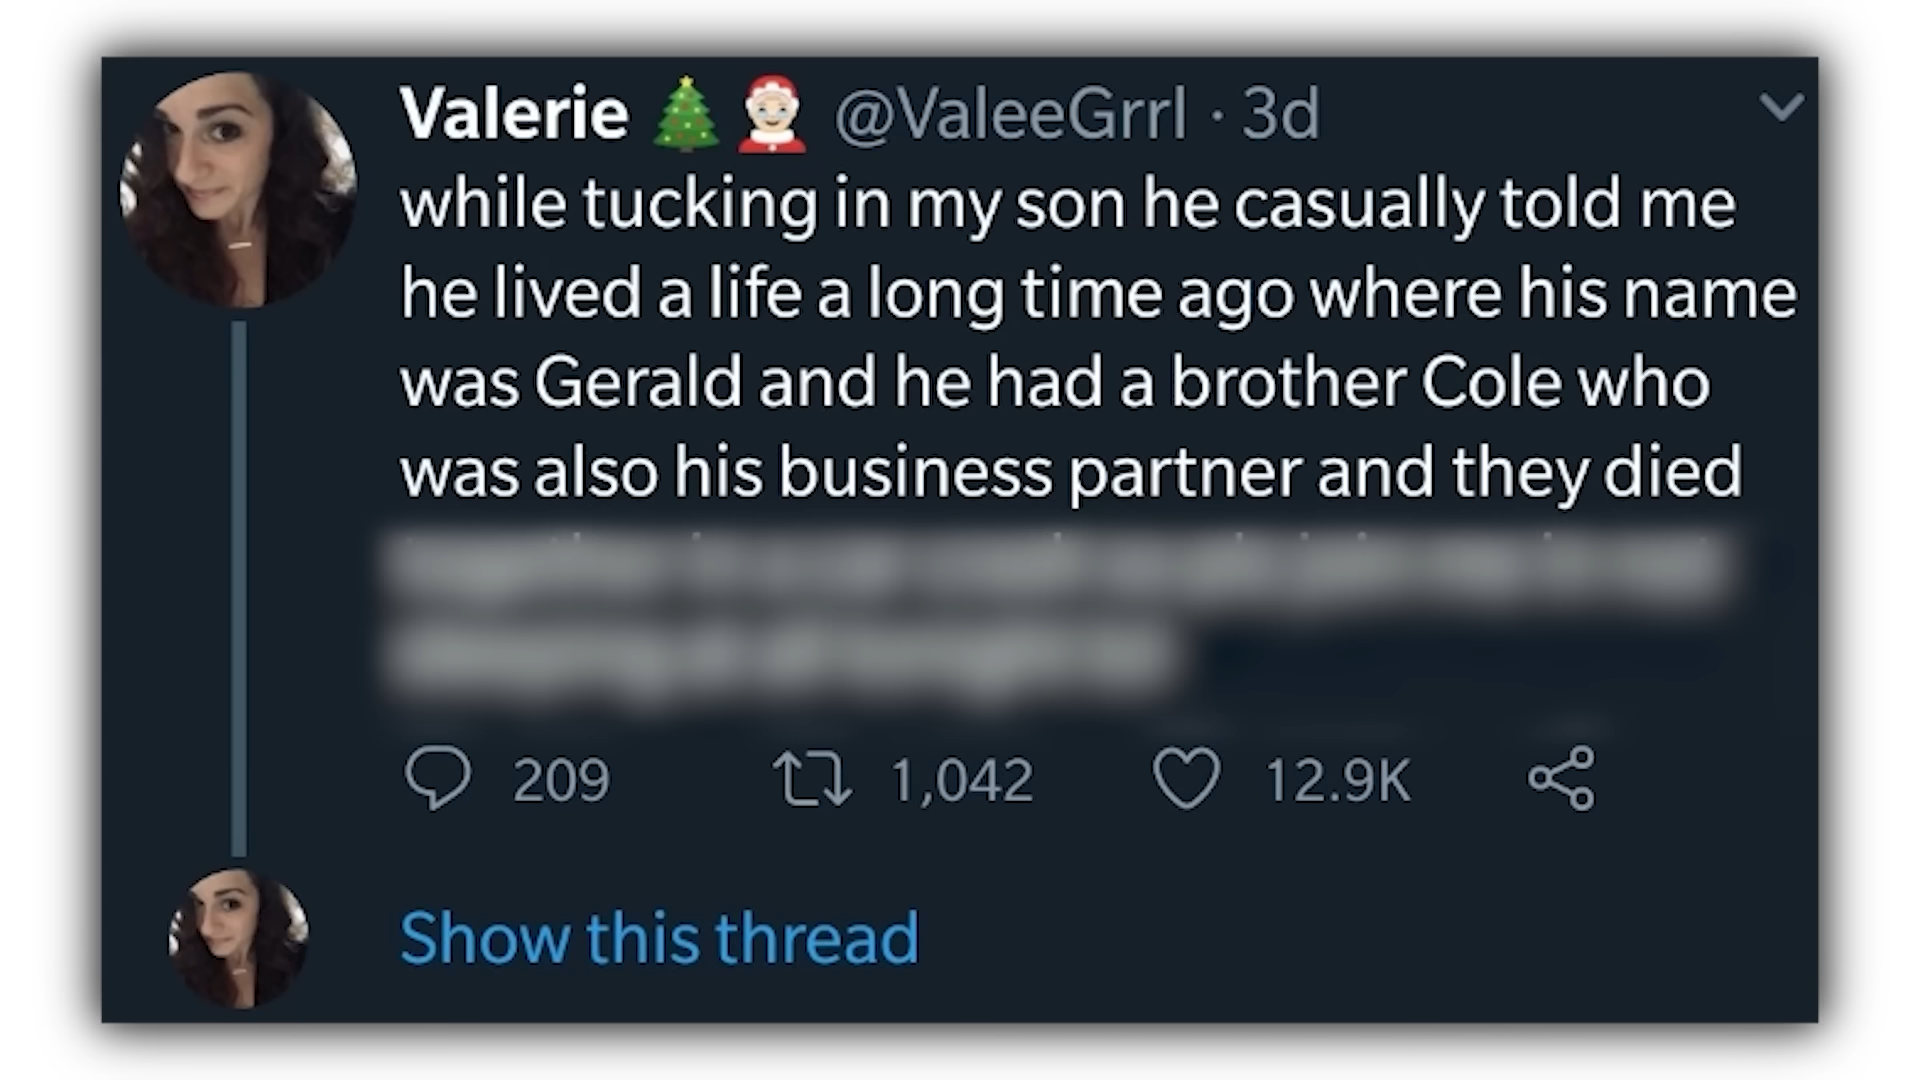 Valerie 🎄🤶🏻 @ValeeGrrl · 3d
while tucking in my son he casually told me
he lived a life a long time ago where his name
was Gerald and he had a brother Cole who
was also his business partner and they died
209 1,042 12.9K
Show this thread